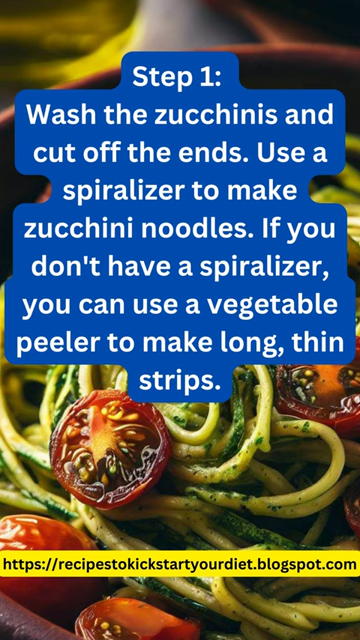 Step 1:
Wash the zucchinis and
cut off the ends. Use a
spiralizer to make
zucchini noodles. If you
don't have a spiralizer,
you can use a vegetable
peeler to make long, thin
strips.
https://recipestokickstartyourdiet.blogspot.com